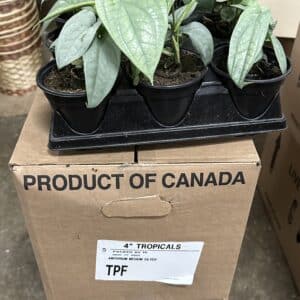 PRODUCT OF CANADA
4" TROPICALS
TPF